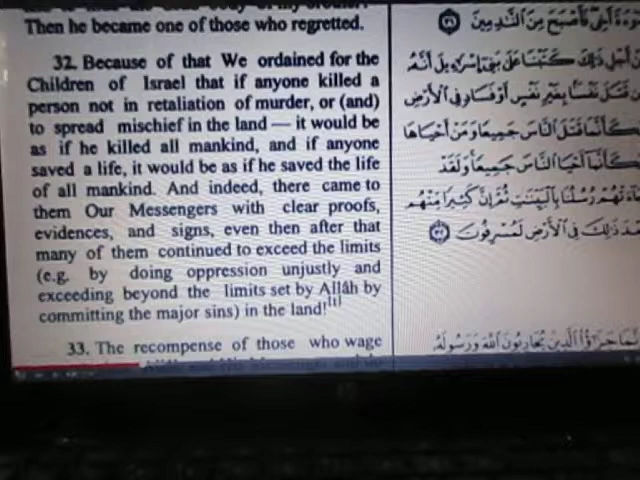 Then he became one of those who regretted.
32. Because of that We ordained for the
Children of Israel that if anyone killed a
person not in retaliation of murder, or (and)
to spread mischief in the land — it would be
as if he killed all mankind, and if anyone
saved a life, it would be as if he saved the life
of all mankind. And indeed, there came to
them Our Messengers with clear proofs,
evidences, and signs, even then after that
many of them continued to exceed the limits
(e.g. by doing oppression unjustly and
exceeding beyond the limits set by Allâh by
committing the major sins) in the land![1]
33. The recompense of those who wage
فَأَصْبَحَ مِنَ النَّادِمِينَ ٣١
أَجْلِ ذَٰلِكَ كَتَبْنَا عَلَىٰ بَنِي إِسْرَائِيلَ أَنَّهُ
قَتَلَ نَفْسًا بِغَيْرِ نَفْسٍ أَوْ فَسَادٍ فِي الْأَرْضِ
قَتَلَ النَّاسَ جَمِيعًا وَمَنْ أَحْيَاهَا
أَحْيَا النَّاسَ جَمِيعًا وَلَقَدْ
رُسُلُنَا بِالْبَيِّنَاتِ ثُمَّ إِنَّ كَثِيرًا مِنْهُمْ
ذَٰلِكَ فِي الْأَرْضِ لَمُسْرِفُونَ ٣٢
الَّذِينَ يُحَارِبُونَ اللَّهَ وَرَسُولَهُ